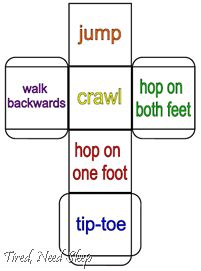 jump
walk
backwards
crawl
hop on
both feet
hop on
one foot
tip-toe
Tired, Need Sleep